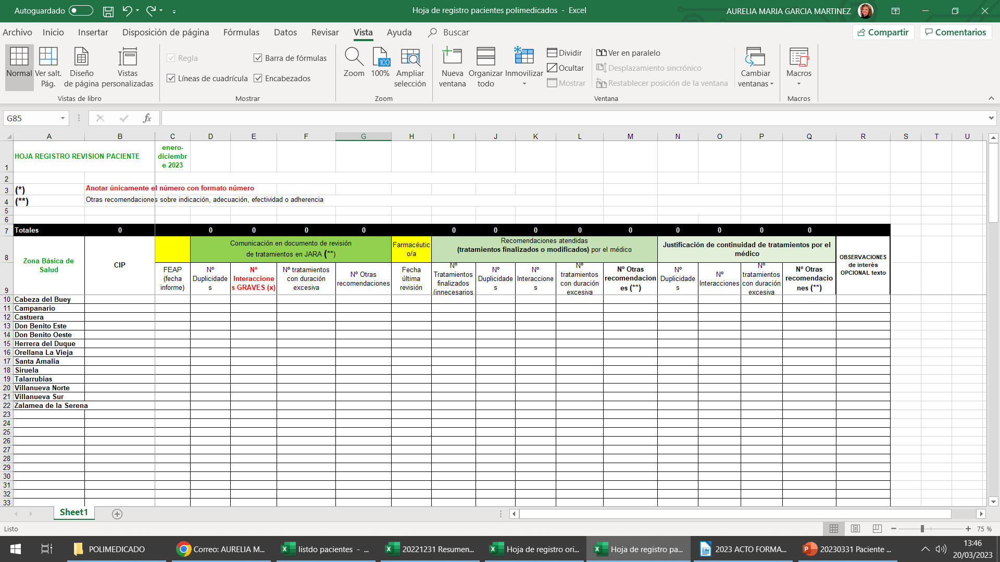 Autoguardado
Hoja de registro pacientes polimedicados - Excel
AURELIA MARIA GARCIA MARTINEZ
Archivo Inicio Insertar Disposición de página Fórmulas Datos Revisar Vista Ayuda Buscar
Compartir Comentarios
Normal
Ver salt. Pág.
Diseño de página
Vistas personalizadas
Vistas de libro
Regla
Barra de fórmulas
Líneas de cuadrícula
Encabezados
Mostrar
Zoom
100
100%
Ampliar selección
Zoom
Nueva ventana
Organizar todo
Inmovilizar
Dividir
Ocultar
Mostrar
Ver en paralelo
Desplazamiento sincrónico
Restablecer posición de la ventana
Cambiar ventanas
Ventana
Macros
Macros
G85
fx
A B C D E F G H I J K L M N O P Q R S T U
1 HOJA REGISTRO REVISION PACIENTE
enero-
diciembr
e 2023
2
3 (*) Anotar únicamente el número con formato número
4 (**) Otras recomendaciones sobre indicación, adecuación, efectividad o adherencia
5
6
7 Totales 0 0 0 0 0 0 0 0 0 0 0 0 0 0
8
Zona Básica de
Salud
CIP
Comunicación en documento de revisión
de tratamientos en JARA (**)
Farmacéutic
o/a
Recomendaciones atendidas
(tratamientos finalizados o modificados) por el médico
Justificación de continuidad de tratamientos por el
médico
OBSERVACIONES
de interés
OPCIONAL texto
9
FEAP
(fecha
informe)
Nº
Duplicidade
s
Nº
Interaccione
s GRAVES (x)
Nº tratamientos
con duración
excesiva
Nº Otras
recomendaciones
Fecha
última
revisión
Nº
Tratamientos
finalizados
(innecesarios
Nº
Duplicidade
s
Nº
Interaccione
s
Nº
tratamientos
con duración
excesiva
Nº Otras
recomendacion
es (**)
Nº
Duplicidade
s
Nº
Interacciones
Nº
tratamientos
con duración
excesiva
Nº Otras
recomendacio
nes (**)
10 Cabeza del Buey
11 Campanario
12 Castuera
13 Don Benito Este
14 Don Benito Oeste
15 Herrera del Duque
16 Orellana La Vieja
17 Santa Amalia
18 Siruela
19 Talarrubias
20 Villanueva Norte
21 Villanueva Sur
22 Zalamea de la Serena
23
24
25
26
27
28
29
30
31
32
33
Sheet1
Listo
75 %
POLIMEDICADO
Correo: AURELIA M...
listdo pacientes - ...
20221231 Resumen...
Hoja de registro ori...
Hoja de registro pa...
2023 ACTO FORMA...
20230331 Paciente ...
13:46
20/03/2023